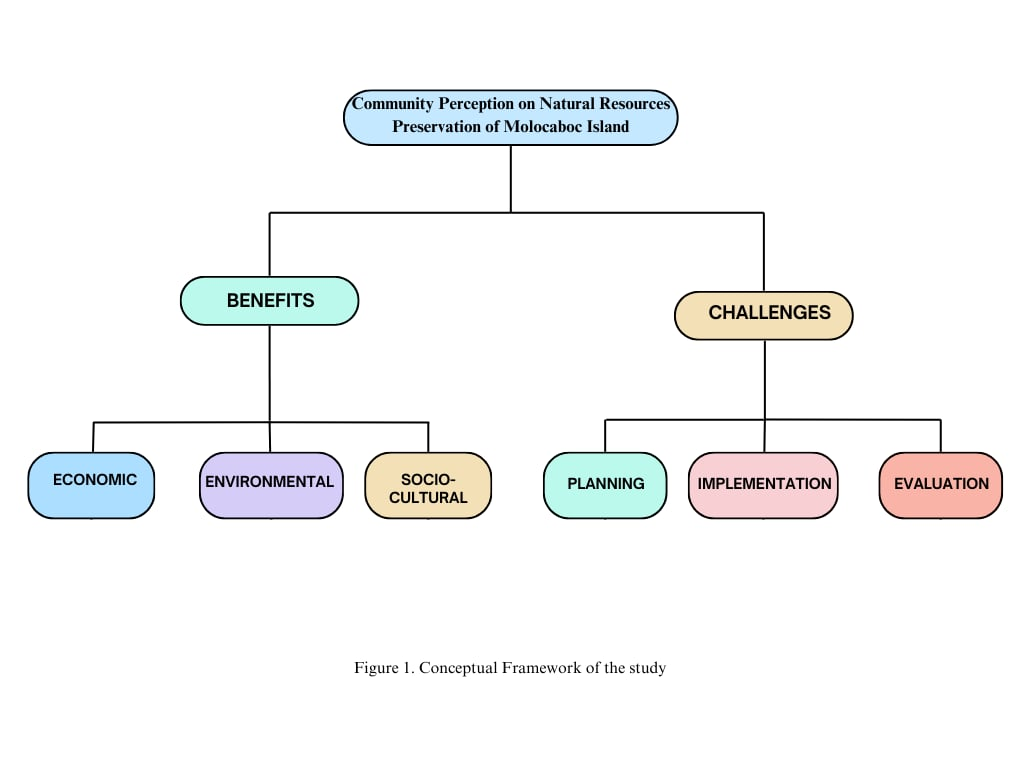 Community Perception on Natural Resources
Preservation of Molocaboc Island
BENEFITS
CHALLENGES
ECONOMIC
ENVIRONMENTAL
SOCIO-
CULTURAL
PLANNING
IMPLEMENTATION
EVALUATION
Figure 1. Conceptual Framework of the study